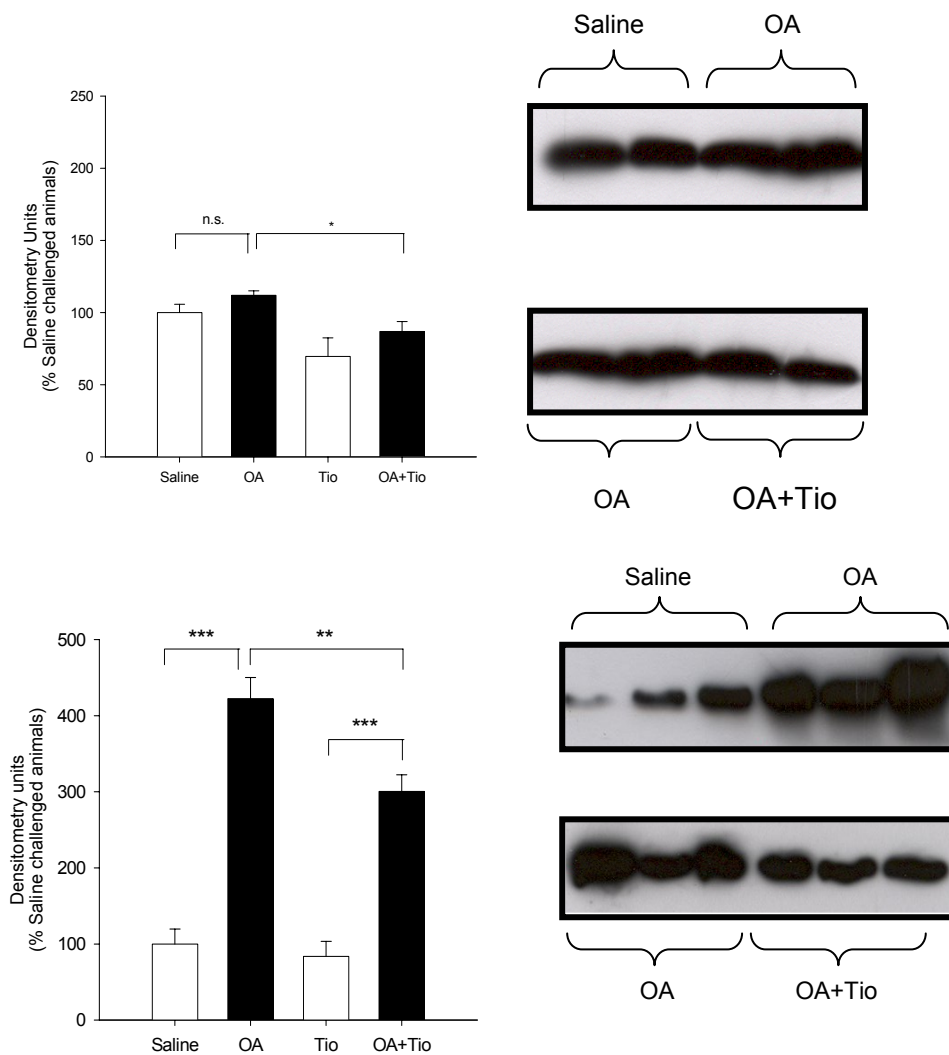 Saline OA
250
200
150
100
50
0
Densitometry Units
(% Saline challenged animals)
n.s.
*
Saline OA Tio OA+Tio
OA OA+Tio
Saline OA
500
400
300
200
100
0
Densitometry units
(% Saline challenged animals)
*** **
***
Saline OA Tio OA+Tio
OA OA+Tio